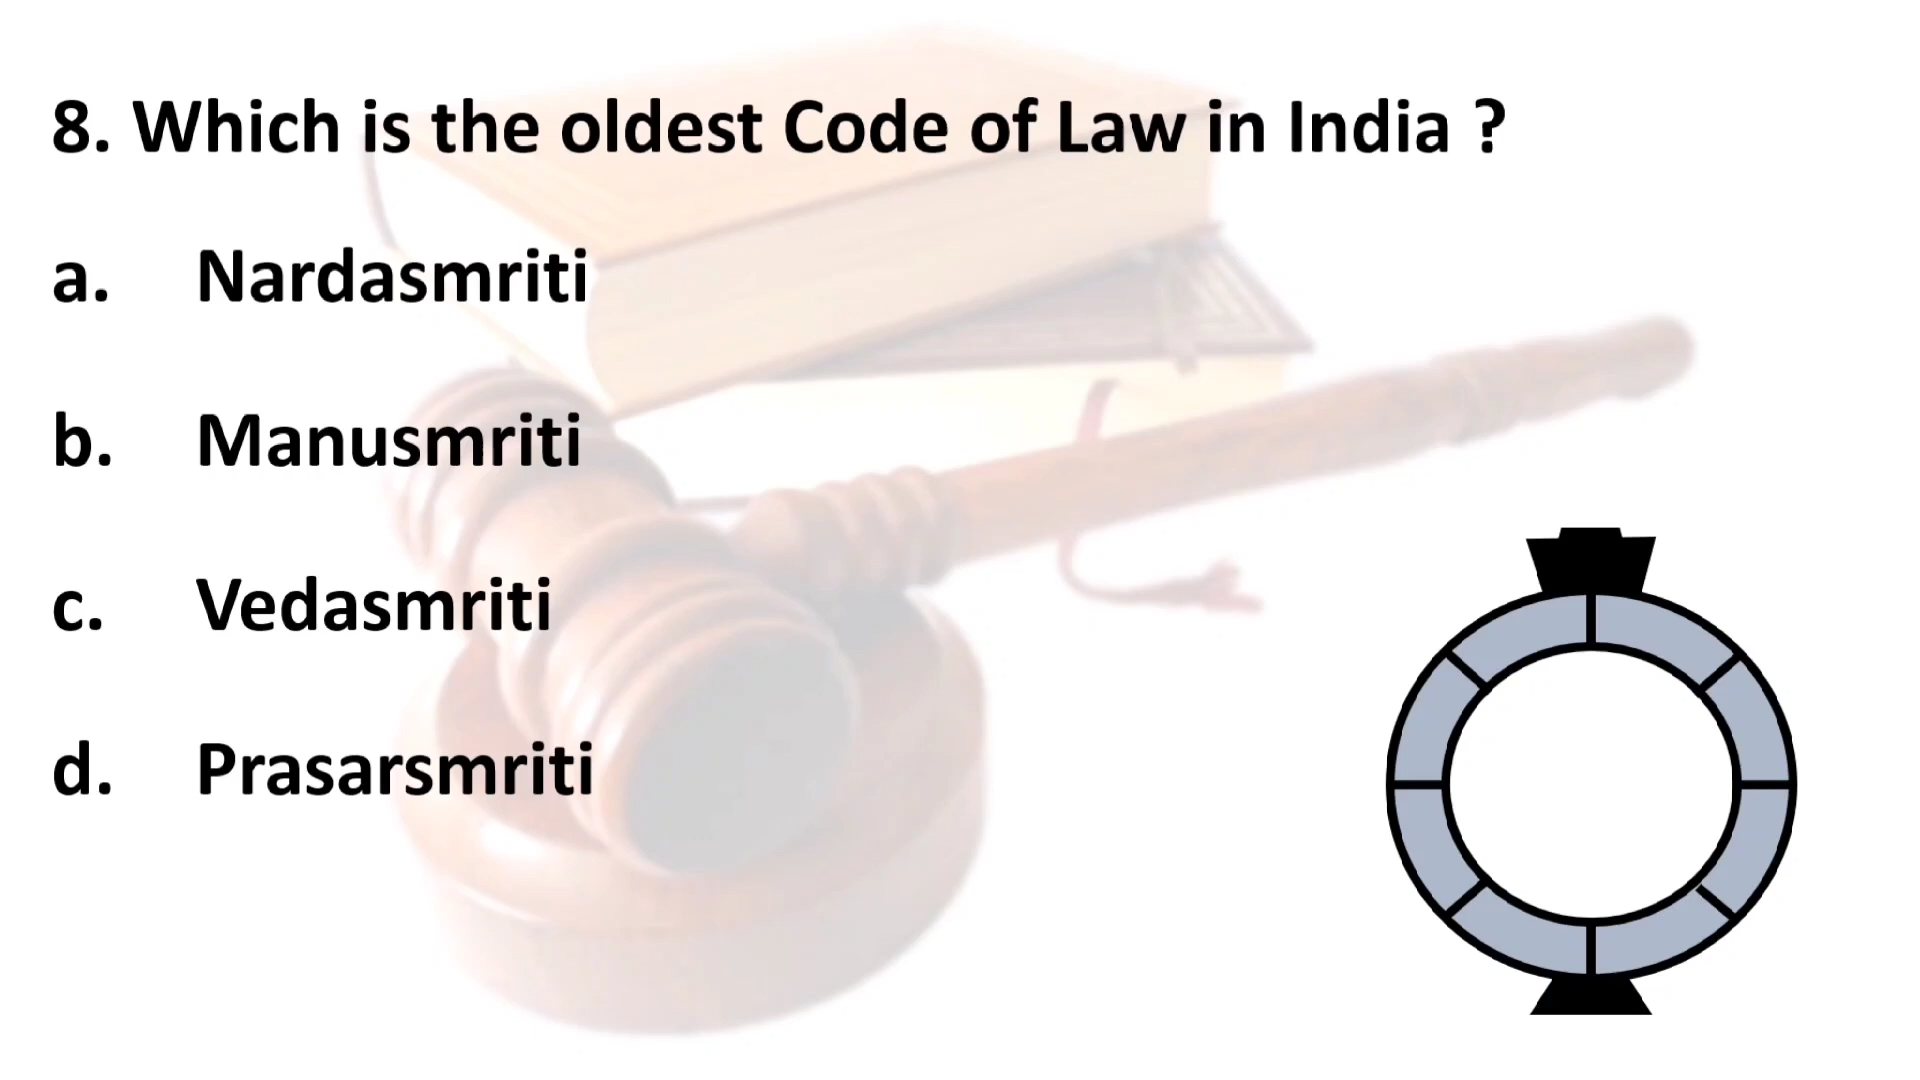 8. Which is the oldest Code of Law in India ?
a. Nardasmriti
b. Manusmriti
c. Vedasmriti
d. Prasarsmriti